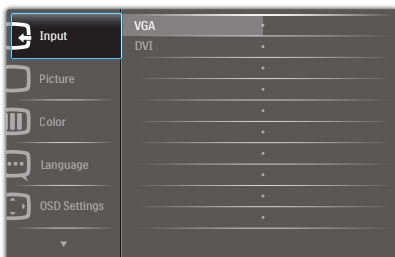 Input
Picture
Color
Language
OSD Settings
VGA
DVI